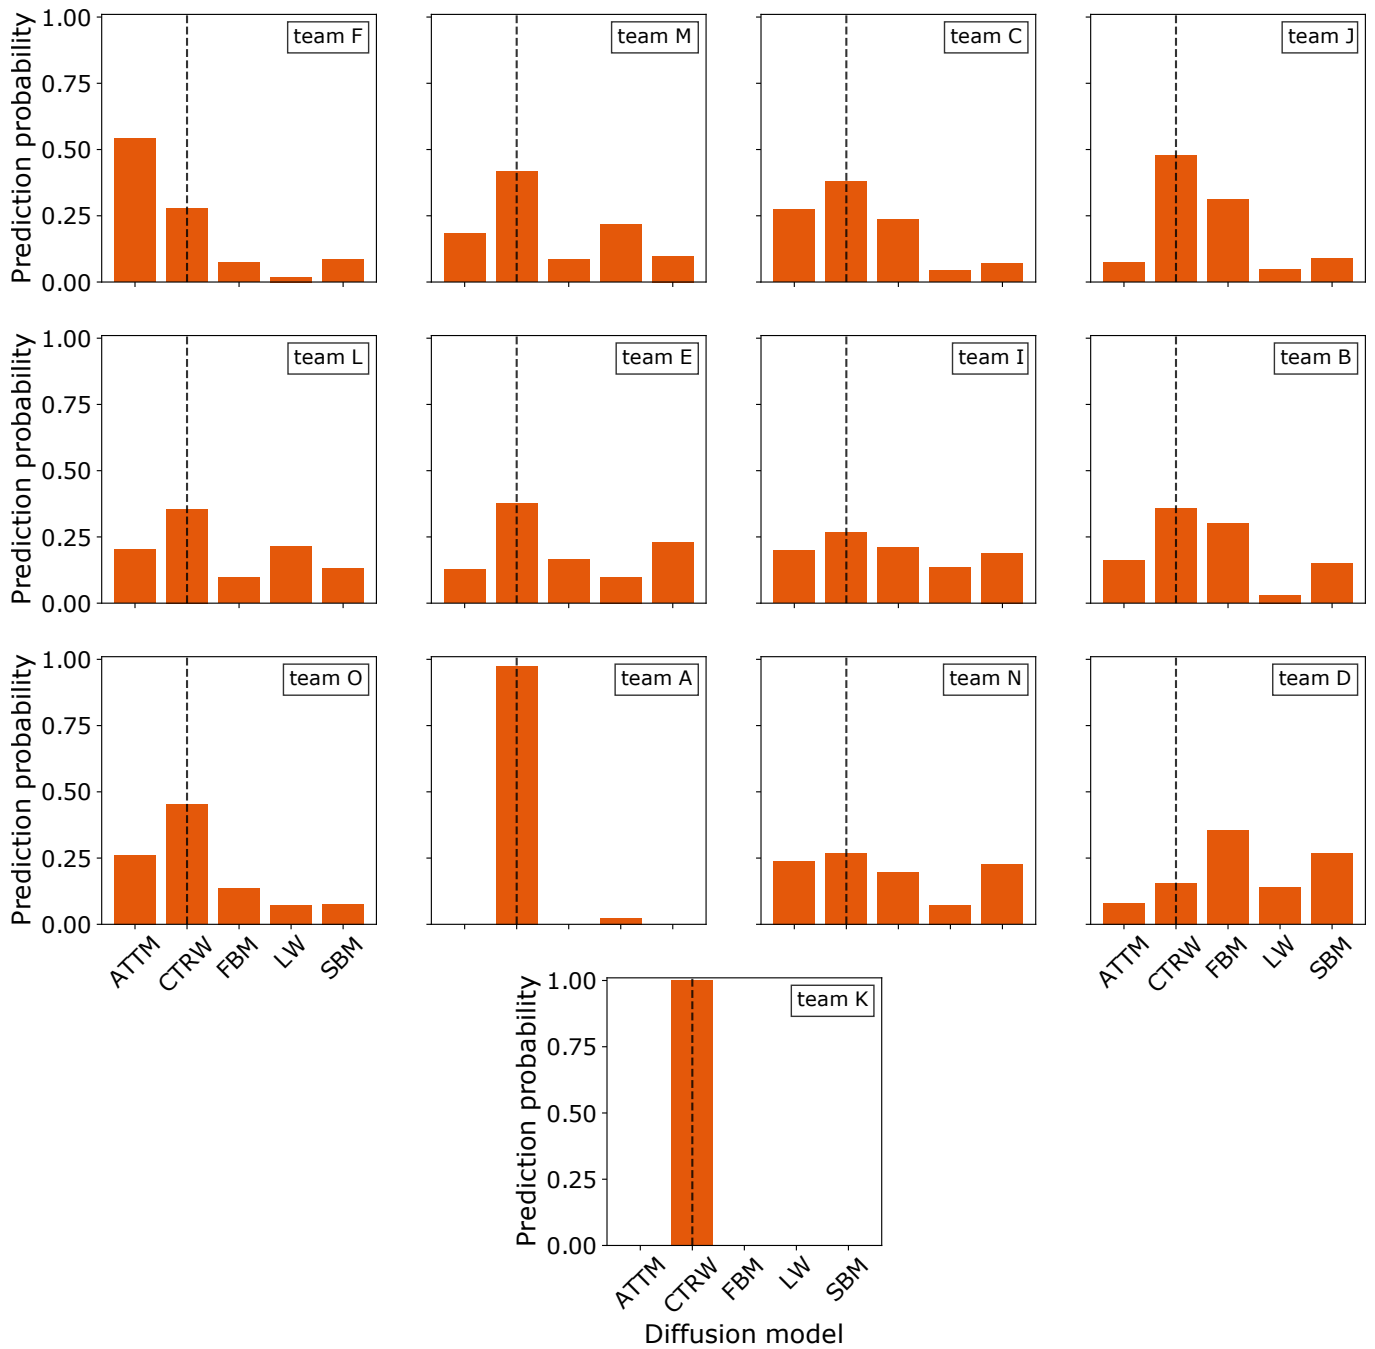 Prediction probability
1.00
0.75
0.50
0.25
0.00
team F
team M
team C
team J
Prediction probability
1.00
0.75
0.50
0.25
0.00
team L
team E
team I
team B
Prediction probability
1.00
0.75
0.50
0.25
0.00
team O
team A
team N
team D
ATTM
CTRW
FBM
LW
SBM
ATTM
CTRW
FBM
LW
SBM
Prediction probability
1.00
0.75
0.50
0.25
0.00
team K
ATTM
CTRW
FBM
LW
SBM
Diffusion model